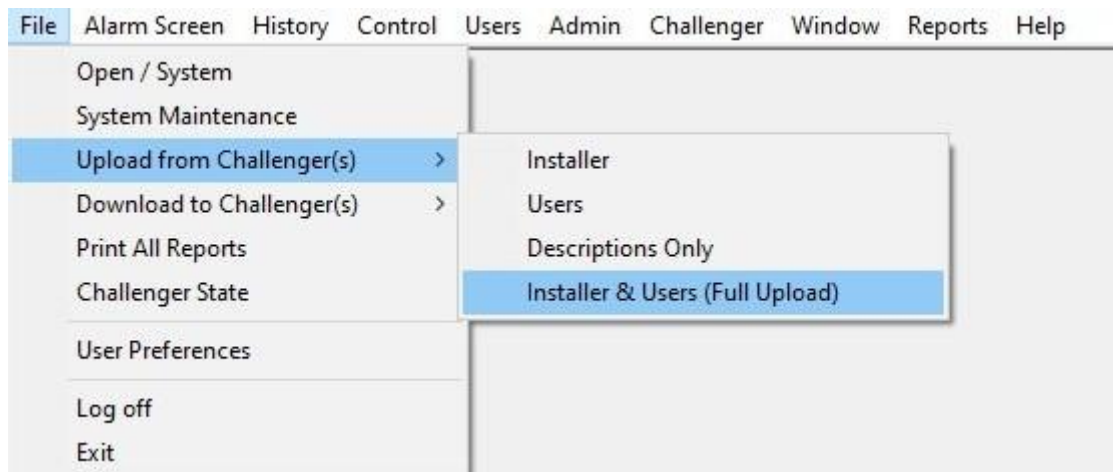 File Alarm Screen History Control Users Admin Challenger Window Reports Help
Open / System
System Maintenance
Upload from Challenger(s) >
Installer
Users
Descriptions Only
Installer & Users (Full Upload)
Download to Challenger(s) >
Print All Reports
Challenger State
User Preferences
Log off
Exit